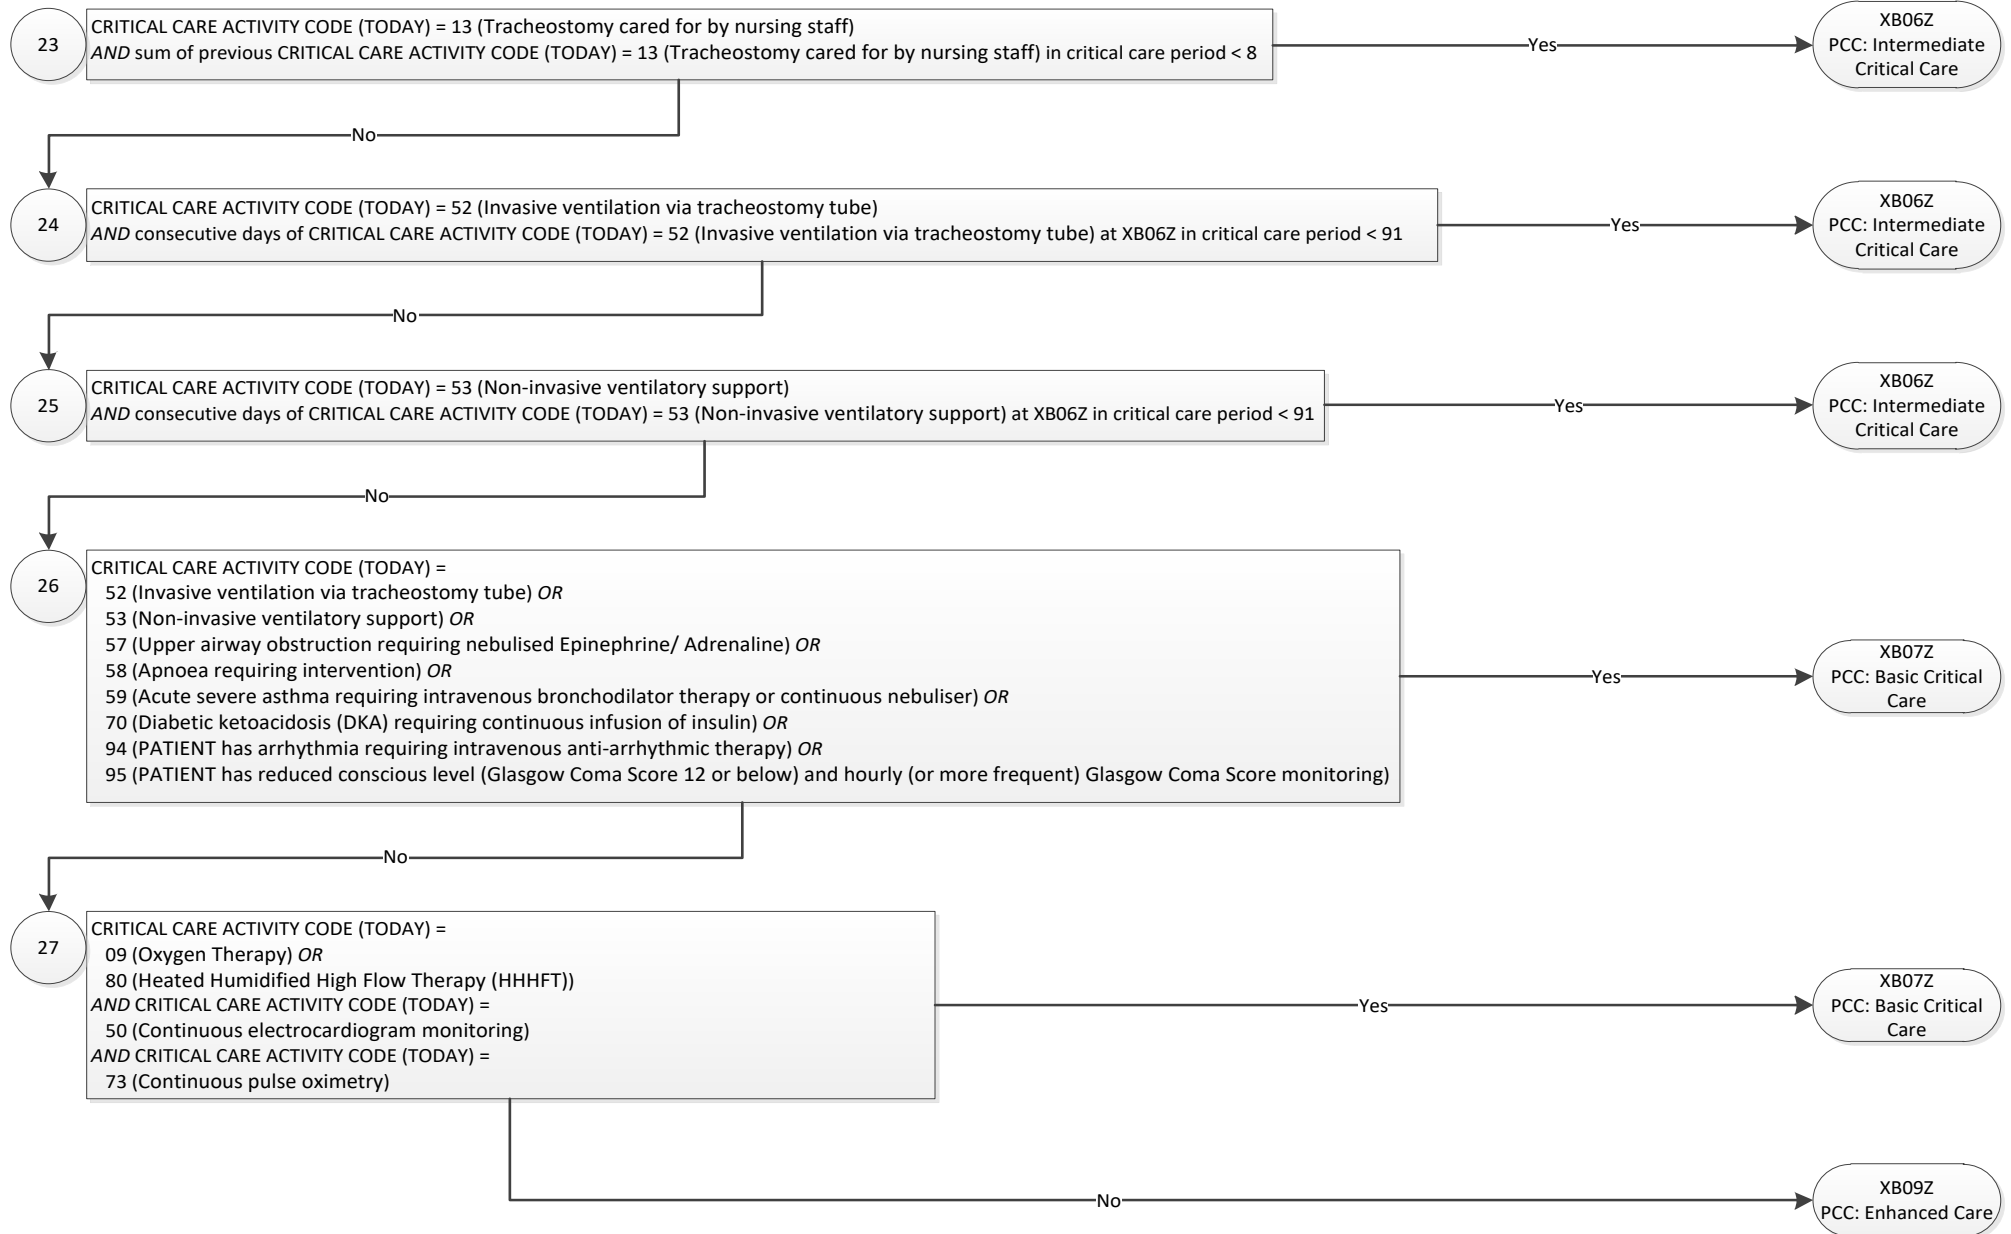 23
CRITICAL CARE ACTIVITY CODE (TODAY) = 13 (Tracheostomy cared for by nursing staff)
AND sum of previous CRITICAL CARE ACTIVITY CODE (TODAY) = 13 (Tracheostomy cared for by nursing staff) in critical care period < 8
Yes
XB06Z
PCC: Intermediate
Critical Care
No
24
CRITICAL CARE ACTIVITY CODE (TODAY) = 52 (Invasive ventilation via tracheostomy tube)
AND consecutive days of CRITICAL CARE ACTIVITY CODE (TODAY) = 52 (Invasive ventilation via tracheostomy tube) at XB06Z in critical care period < 91
Yes
XB06Z
PCC: Intermediate
Critical Care
No
25
CRITICAL CARE ACTIVITY CODE (TODAY) = 53 (Non-invasive ventilatory support)
AND consecutive days of CRITICAL CARE ACTIVITY CODE (TODAY) = 53 (Non-invasive ventilatory support) at XB06Z in critical care period < 91
Yes
XB06Z
PCC: Intermediate
Critical Care
No
26
CRITICAL CARE ACTIVITY CODE (TODAY) =
52 (Invasive ventilation via tracheostomy tube) OR
53 (Non-invasive ventilatory support) OR
57 (Upper airway obstruction requiring nebulised Epinephrine/ Adrenaline) OR
58 (Apnoea requiring intervention) OR
59 (Acute severe asthma requiring intravenous bronchodilator therapy or continuous nebuliser) OR
70 (Diabetic ketoacidosis (DKA) requiring continuous infusion of insulin) OR
94 (PATIENT has arrhythmia requiring intravenous anti-arrhythmic therapy) OR
95 (PATIENT has reduced conscious level (Glasgow Coma Score 12 or below) and hourly (or more frequent) Glasgow Coma Score monitoring)
Yes
XB07Z
PCC: Basic Critical
Care
No
27
CRITICAL CARE ACTIVITY CODE (TODAY) =
09 (Oxygen Therapy) OR
80 (Heated Humidified High Flow Therapy (HHHFT))
AND CRITICAL CARE ACTIVITY CODE (TODAY) =
50 (Continuous electrocardiogram monitoring)
AND CRITICAL CARE ACTIVITY CODE (TODAY) =
73 (Continuous pulse oximetry)
Yes
XB07Z
PCC: Basic Critical
Care
No
XB09Z
PCC: Enhanced Care